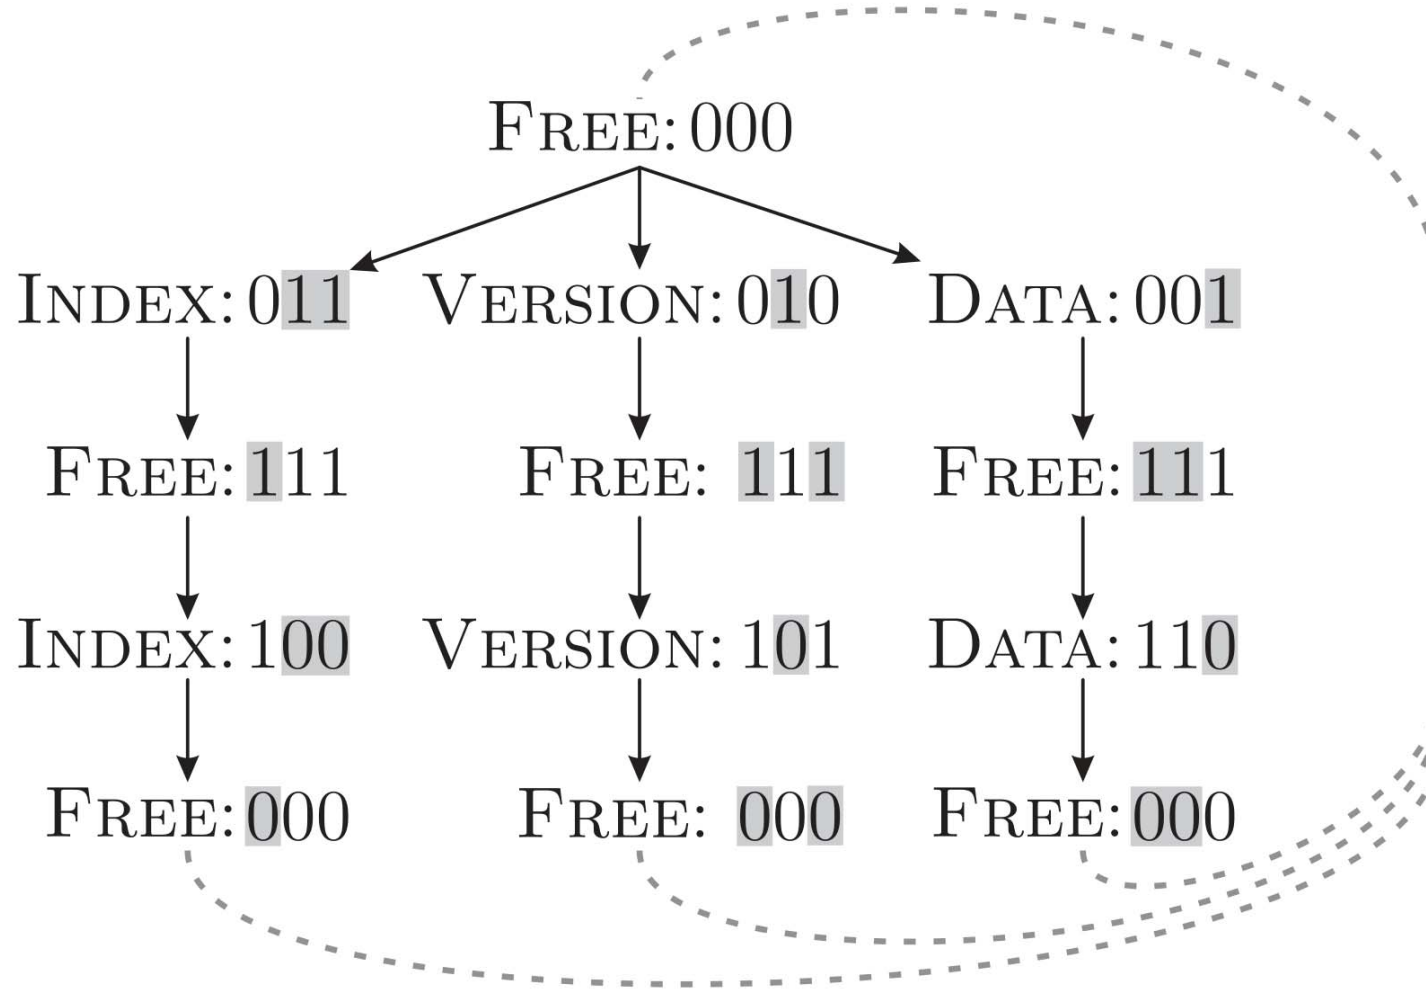 FREE: 000
INDEX: 011 VERSION: 010 DATA: 001
FREE: 111 FREE: 111 FREE: 111
INDEX: 100 VERSION: 101 DATA: 110
FREE: 000 FREE: 000 FREE: 000